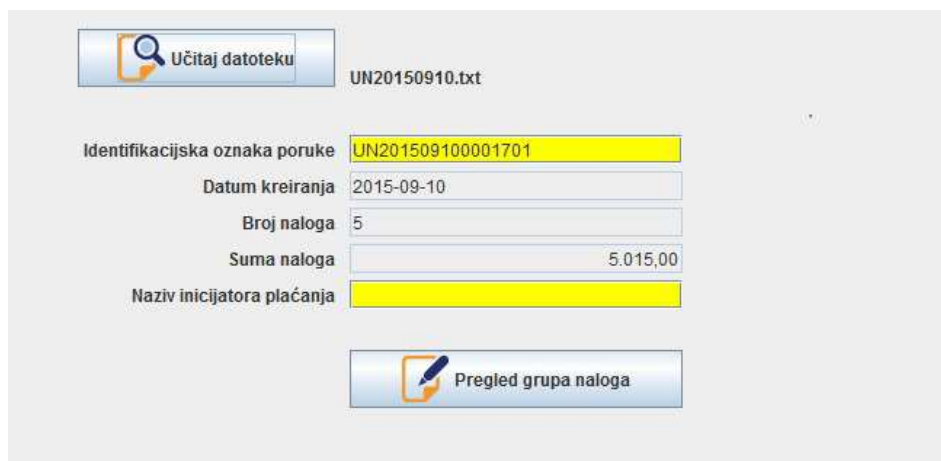 Učitaj datoteku
UN20150910.txt
Identifikacijska oznaka poruke UN201509100001701
Datum kreiranja 2015-09-10
Broj naloga 5
Suma naloga 5.015,00
Naziv inicijatora plaćanja
Pregled grupa naloga